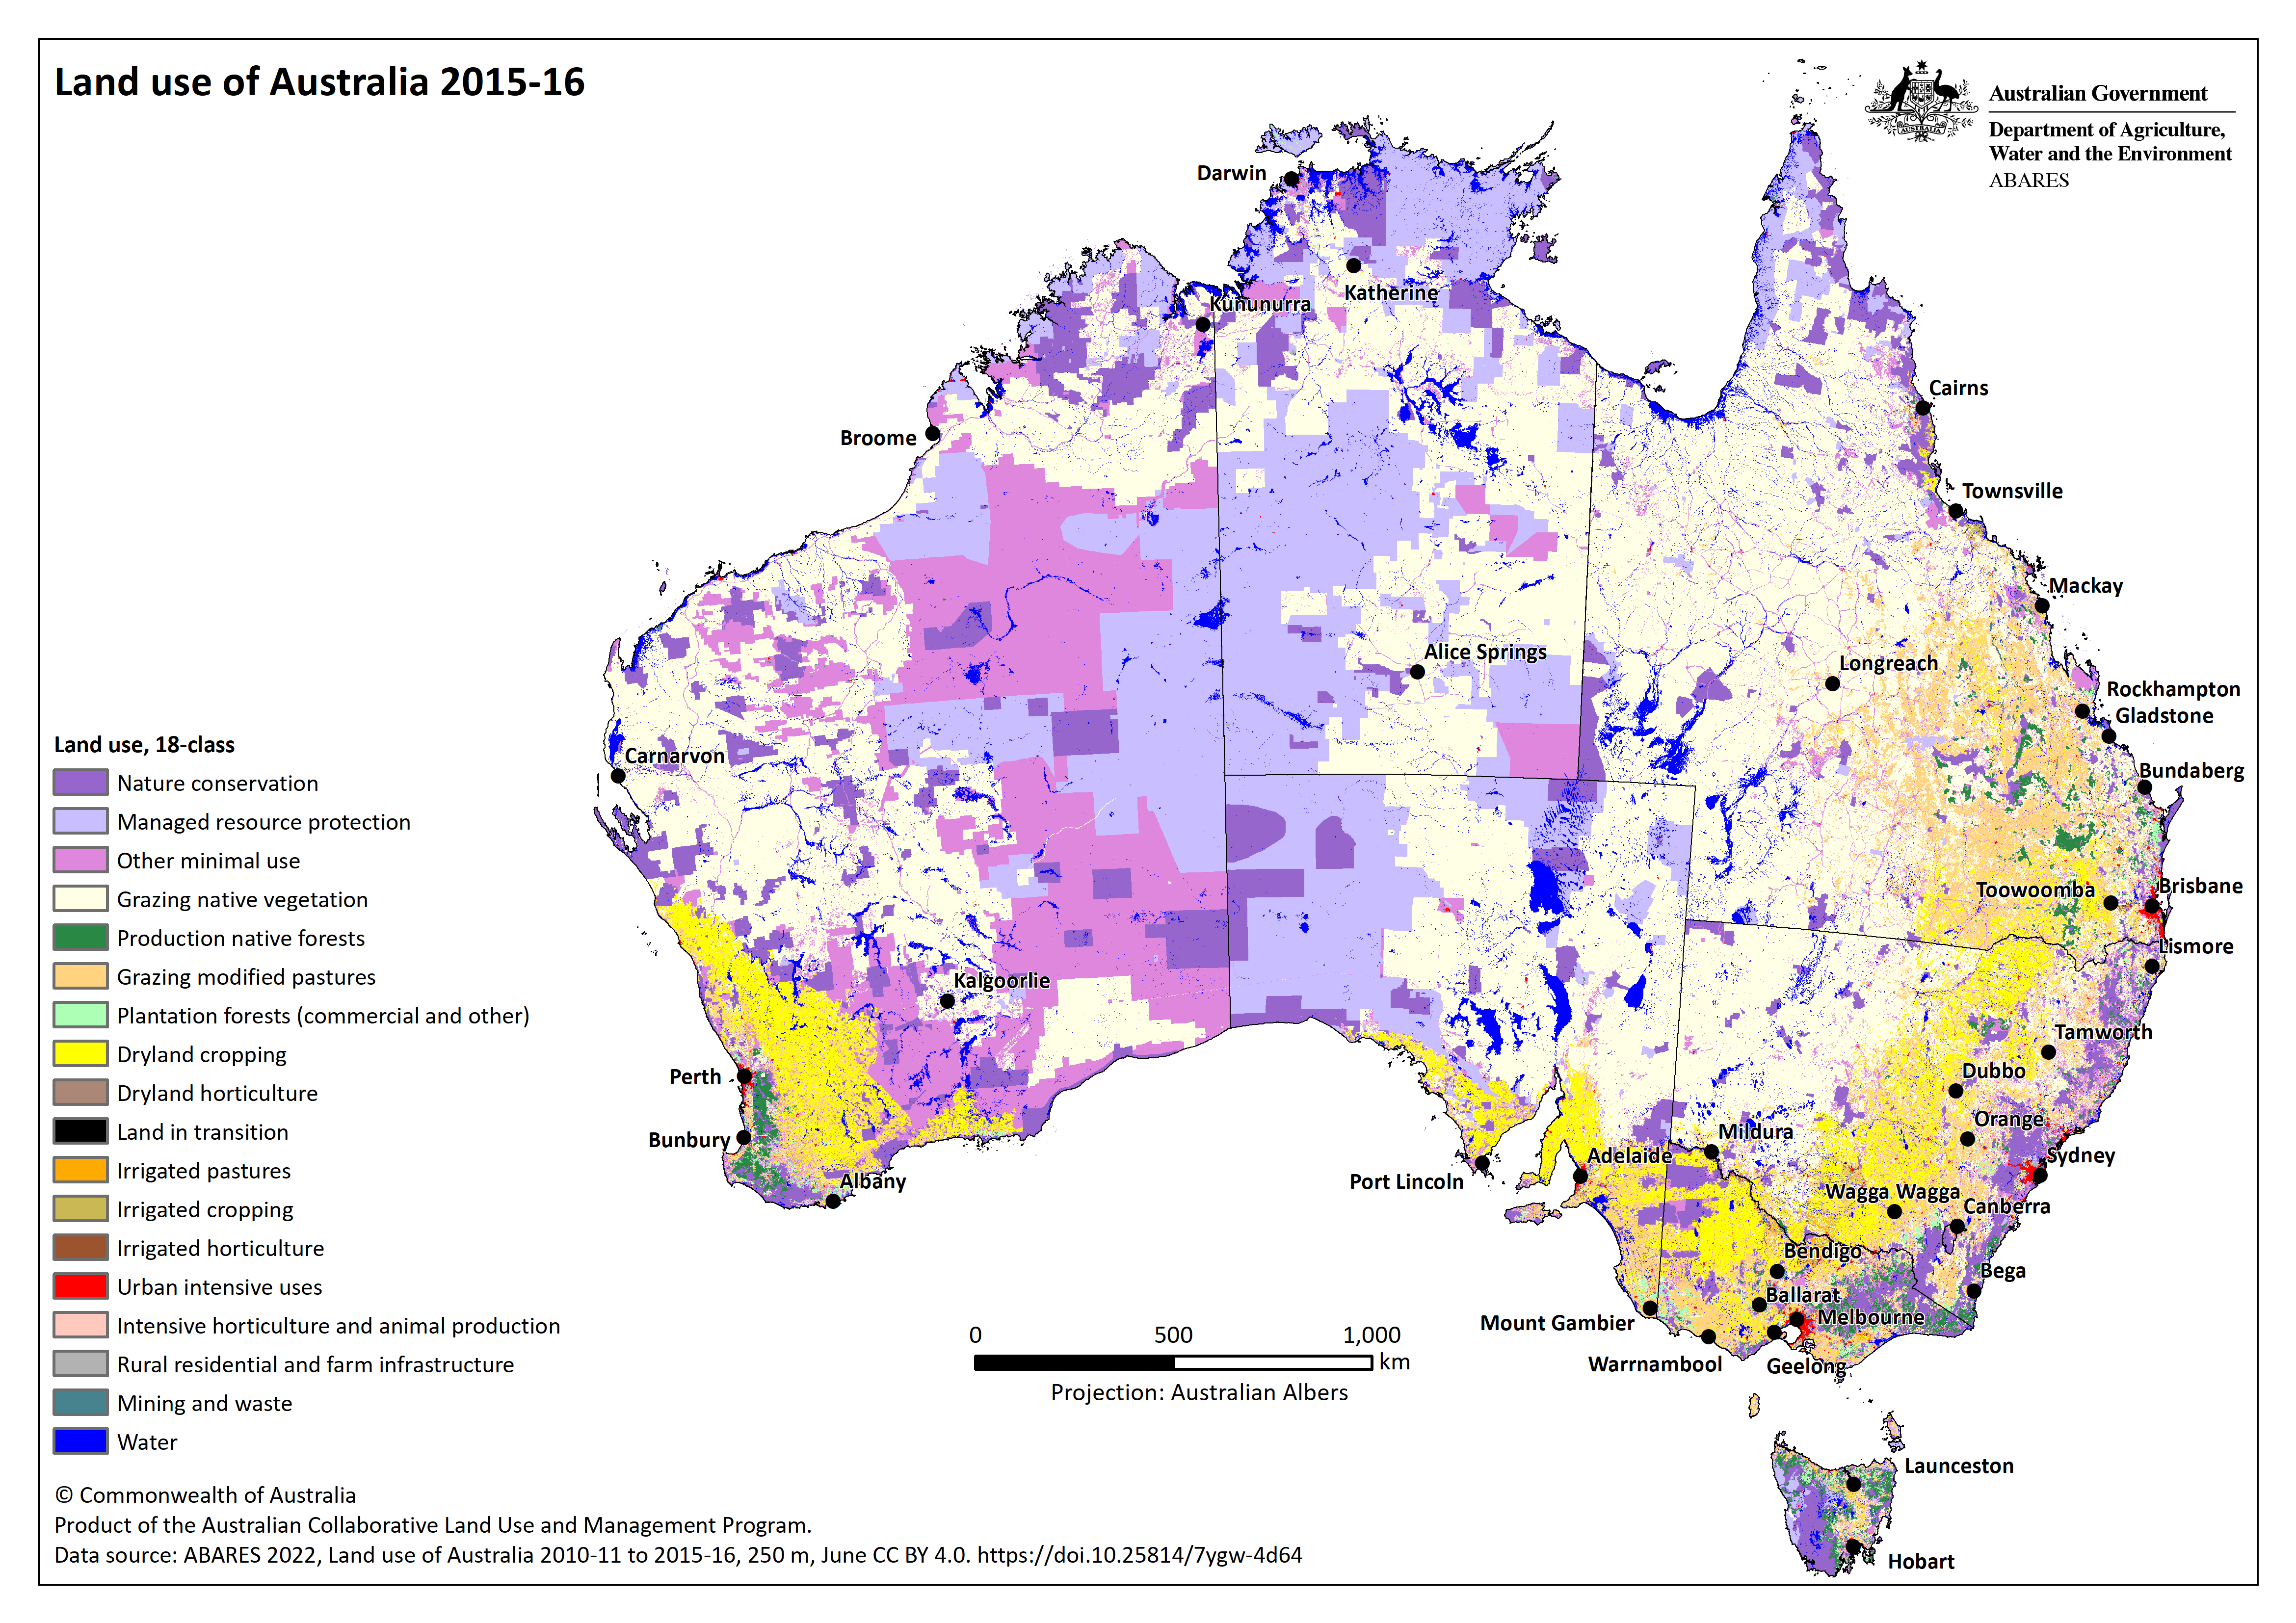 Land use of Australia 2015-16
Australian Government
Department of Agriculture,
Water and the Environment
ABARES
AUSTRALIA
Darwin
Katherine
Kununurra
Cairns
Broome
Townsville
Mackay
Alice Springs
Longreach
Rockhampton
Gladstone
Carnarvon
Bundaberg
Toowoomba
Brisbane
Lismore
Kalgoorlie
Tamworth
Dubbo
Perth
Orange
Bunbury
Mildura
Sydney
Albany
Adelaide
Port Lincoln
Wagga Wagga
Canberra
Bendigo
Bega
Ballarat
Melbourne
Mount Gambier
Warrnambool
Geelong
Launceston
Hobart
Land use, 18-class
Nature conservation
Managed resource protection
Other minimal use
Grazing native vegetation
Production native forests
Grazing modified pastures
Plantation forests (commercial and other)
Dryland cropping
Dryland horticulture
Land in transition
Irrigated pastures
Irrigated cropping
Irrigated horticulture
Urban intensive uses
Intensive horticulture and animal production
Rural residential and farm infrastructure
Mining and waste
Water
0 500 1,000
km
Projection: Australian Albers
© Commonwealth of Australia
Product of the Australian Collaborative Land Use and Management Program.
Data source: ABARES 2022, Land use of Australia 2010-11 to 2015-16, 250 m, June CC BY 4.0. https://doi.org/10.25814/7ygw-4d64